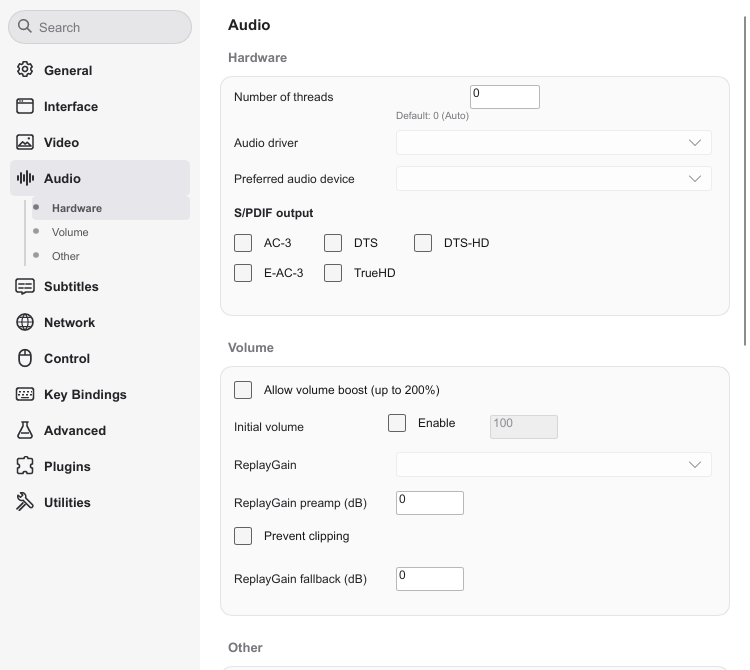 Search
General
Interface
Video
Audio
Hardware
Volume
Other
Subtitles
Network
Control
Key Bindings
Advanced
Plugins
Utilities
Audio
Hardware
Number of threads 0
Default: 0 (Auto)
Audio driver
Preferred audio device
S/PDIF output
AC-3 DTS DTS-HD
E-AC-3 TrueHD
Volume
Allow volume boost (up to 200%)
Initial volume Enable 100
ReplayGain
ReplayGain preamp (dB) 0
Prevent clipping
ReplayGain fallback (dB) 0
Other